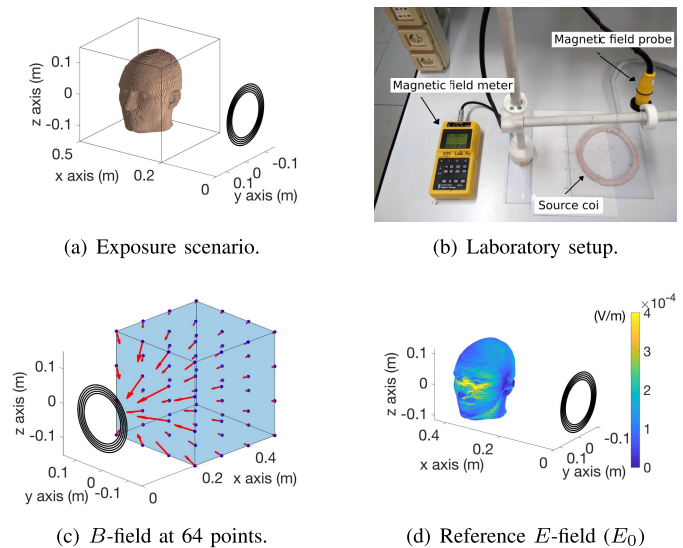 z axis (m)
0.1
0
-0.1
0.5
x axis (m)
0.2
0
0.1
0
-0.1
y axis (m)
(a) Exposure scenario.
Magnetic field probe
Magnetic field meter
Source coi
(b) Laboratory setup.
z axis (m)
0.1
0
-0.1
0.1
0
-0.1
y axis (m)
0
0.2
0.4
x axis (m)
(c) B-field at 64 points.
(V/m)
×10⁻⁴
4
3
2
1
0
z axis (m)
0.1
0
-0.1
0.4
x axis (m)
0.2
0
0.1
0
-0.1
y axis (m)
(d) Reference E-field (E₀)